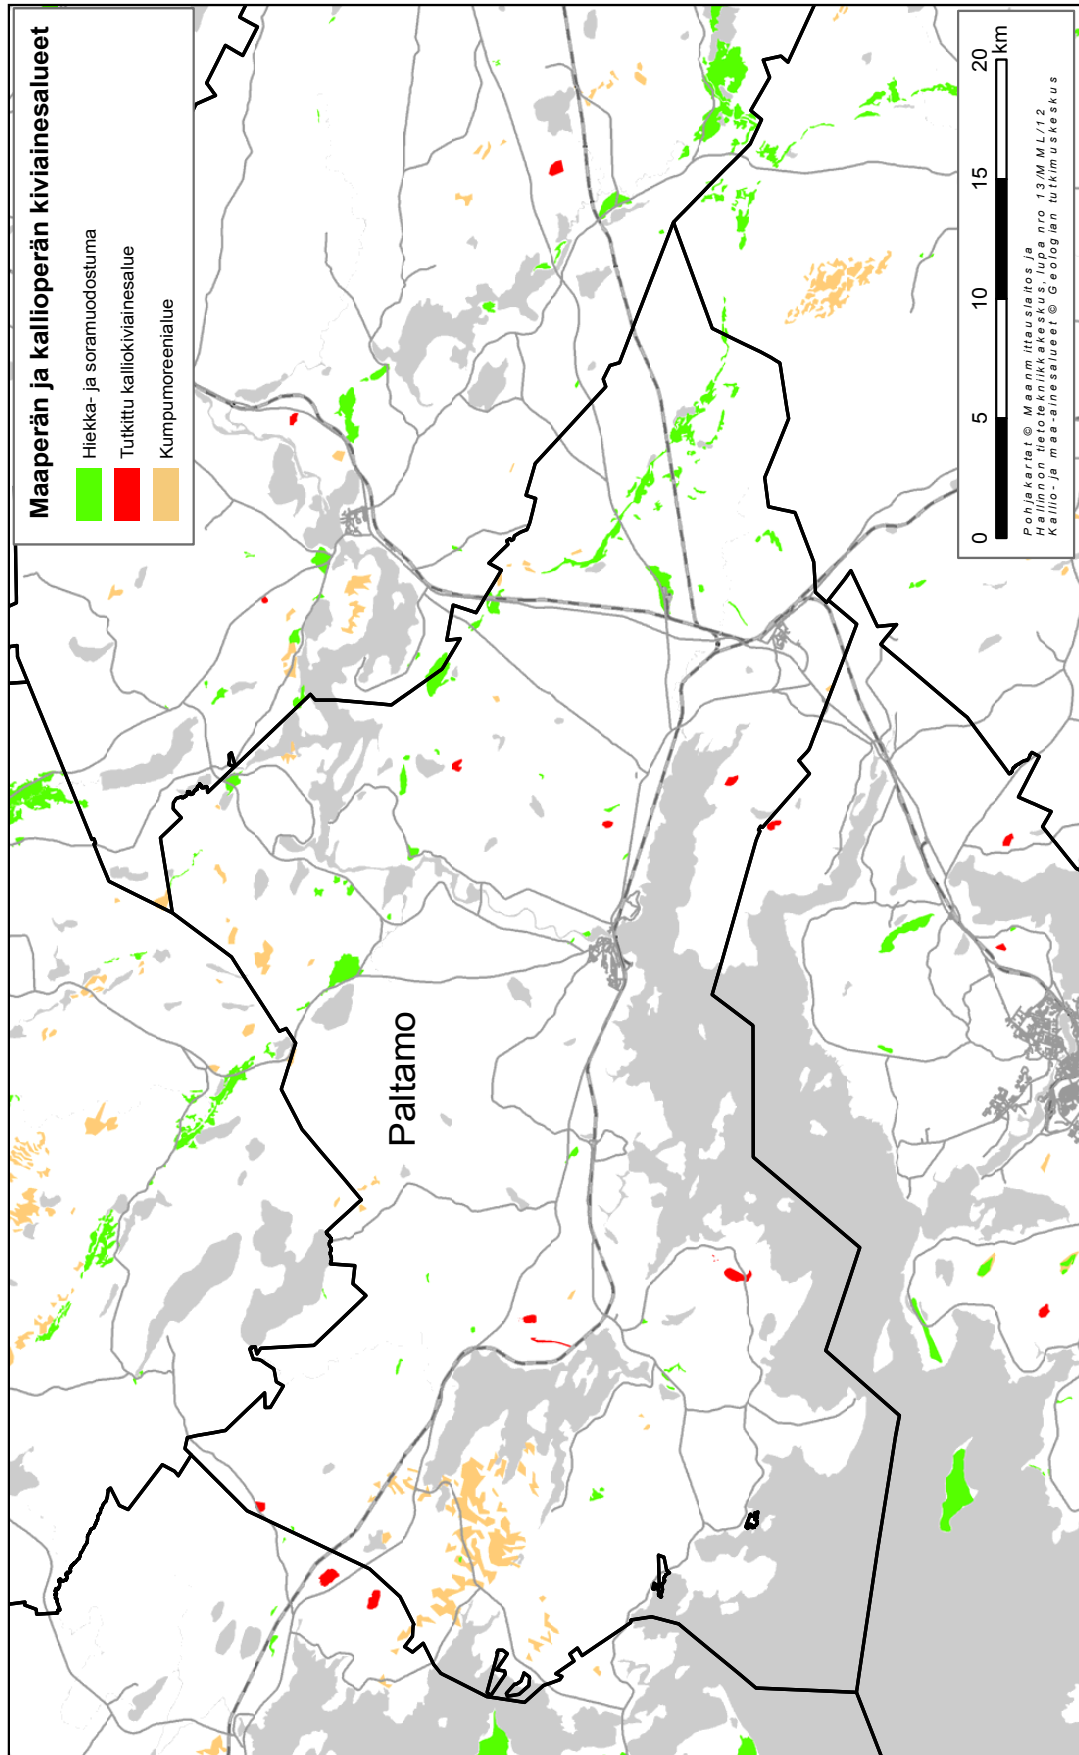 Maaperän ja kallioperän kiviainesalueet
Hiekka- ja soramuodostuma
Tutkittu kalliokiviainesalue
Kumpumoreenialue
Paltamo
0 5 10 15 20
km
Pohjakartat © Maanmittauslaitos ja
Hallinnon tietotekniikkakeskus, lupa nro 13/MML/12
Kallio- ja maa-ainesalueet © Geologian tutkimuskeskus